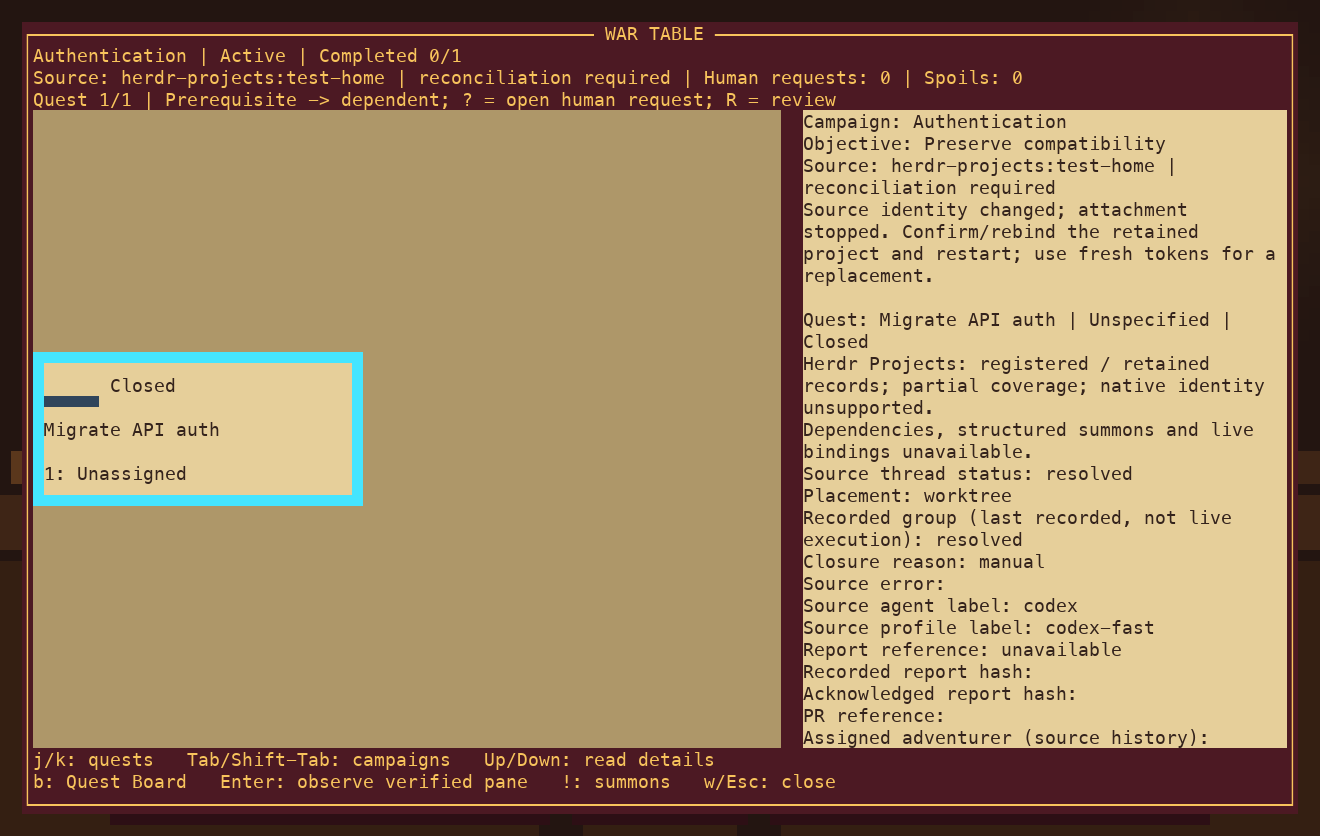 WAR TABLE
Authentication | Active | Completed 0/1
Source: herdr-projects:test-home | reconciliation required | Human requests: 0 | Spoils: 0
Quest 1/1 | Prerequisite -> dependent; ? = open human request; R = review
Closed
Migrate API auth
1: Unassigned
Campaign: Authentication
Objective: Preserve compatibility
Source: herdr-projects:test-home |
reconciliation required
Source identity changed; attachment
stopped. Confirm/rebind the retained
project and restart; use fresh tokens for a
replacement.
Quest: Migrate API auth | Unspecified |
Closed
Herdr Projects: registered / retained
records; partial coverage; native identity
unsupported.
Dependencies, structured summons and live
bindings unavailable.
Source thread status: resolved
Placement: worktree
Recorded group (last recorded, not live
execution): resolved
Closure reason: manual
Source error:
Source agent label: codex
Source profile label: codex-fast
Report reference: unavailable
Recorded report hash:
Acknowledged report hash:
PR reference:
Assigned adventurer (source history):
j/k: quests   Tab/Shift-Tab: campaigns   Up/Down: read details
b: Quest Board   Enter: observe verified pane   !: summons   w/Esc: close